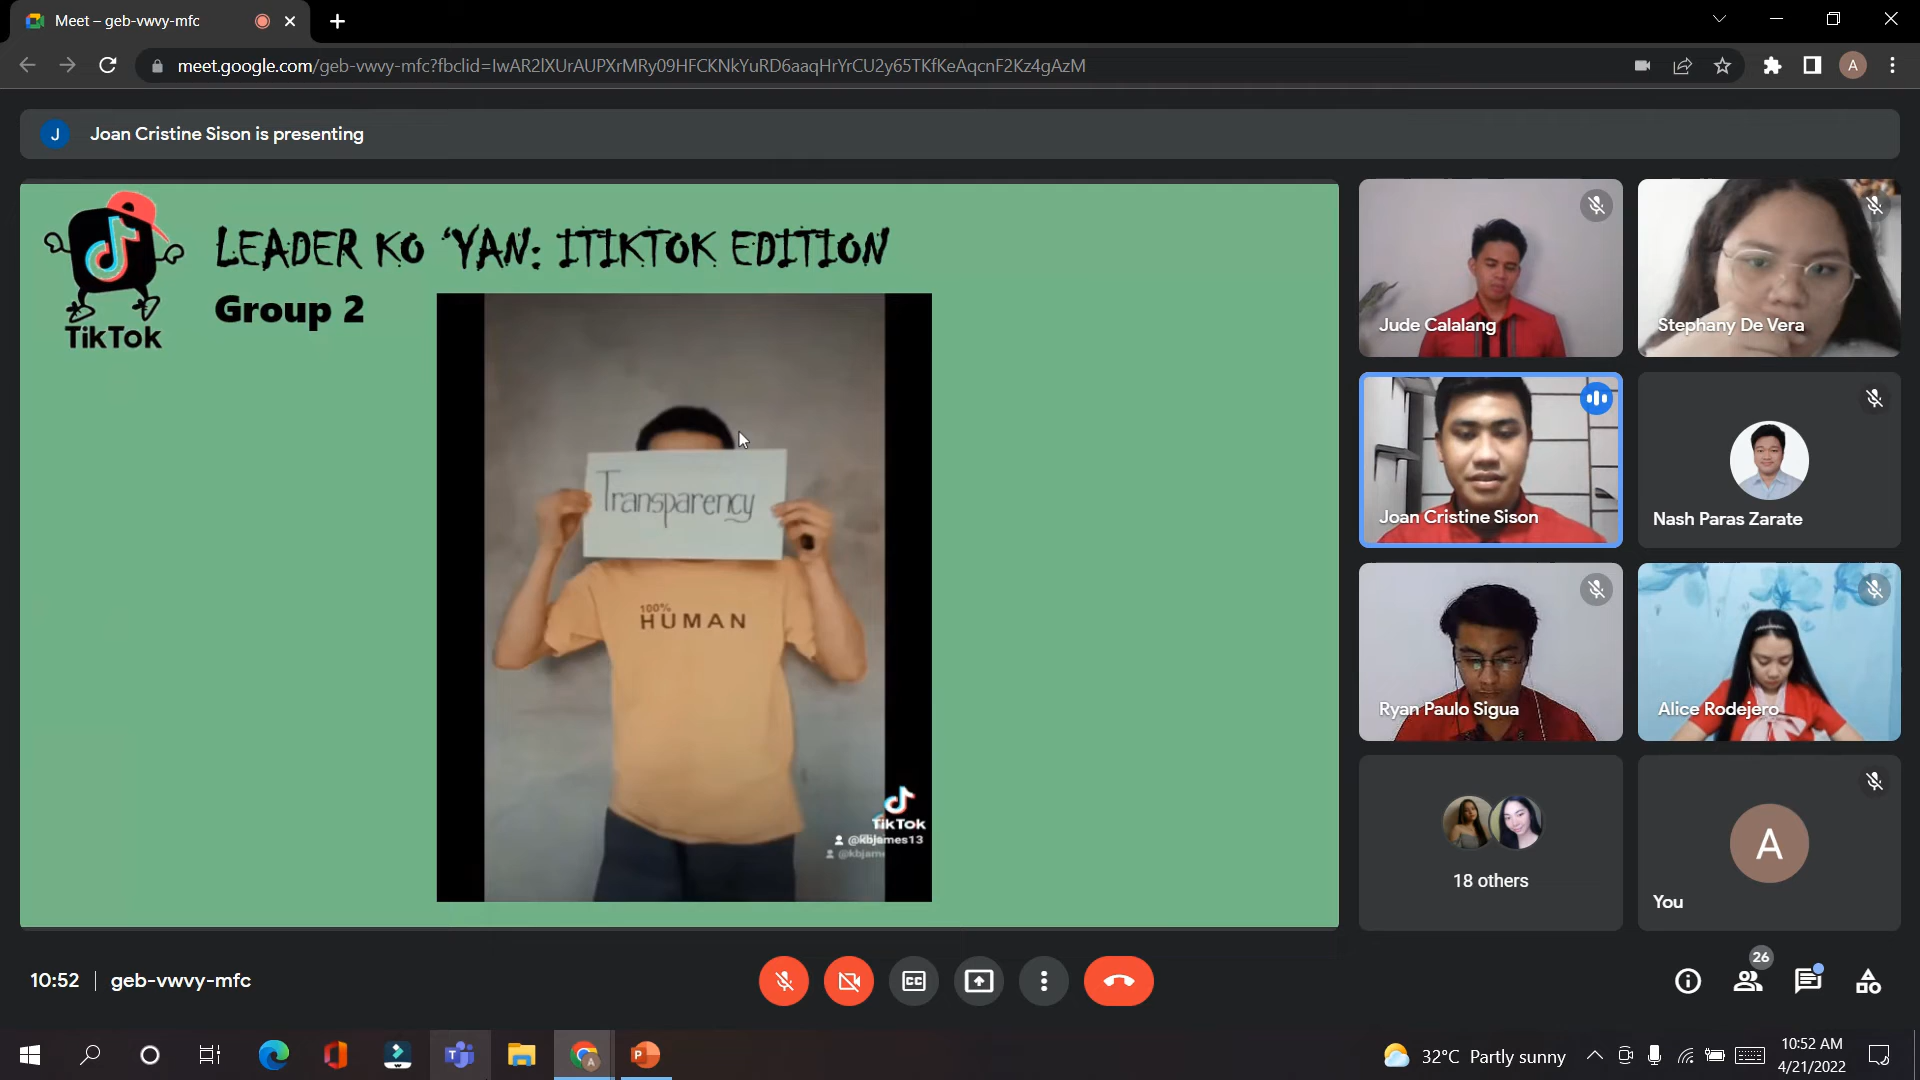 Meet – geb-vwvy-mfc
meet.google.com/geb-vwvy-mfc?fbclid=IwAR2lXUrAUPXrMRy09HFCKNkYuRD6aaqHrYrCU2y65TKfKeAqcnF2Kz4gAzM
A
J
Joan Cristine Sison is presenting
LEADER KO ‘YAN: ITIKTOK EDITION
Group 2
TikTok
Transparency
100%
HUMAN
TikTok
Jude Calalang
Stephany De Vera
Joan Cristine Sison
Nash Paras Zarate
Ryan Paulo Sigua
Alice Rodejero
18 others
A
You
10:52
geb-vwvy-mfc
CC
26
32°C Partly sunny
10:52 AM
4/21/2022